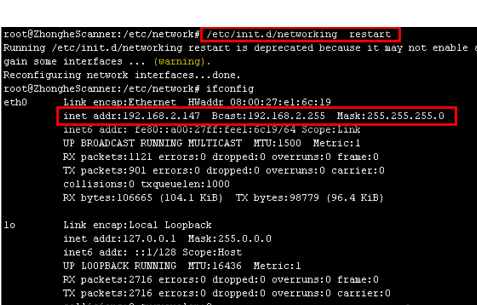 root@ZhongheScanner:/etc/network# /etc/init.d/networking restart
Running /etc/init.d/networking restart is deprecated because it may not enable
gain some interfaces ... (warning).
Reconfiguring network interfaces...done.
root@ZhongheScanner:/etc/network# ifconfig
eth0 Link encap:Ethernet HWaddr 08:00:27:e1:6c:19
inet addr:192.168.2.147 Bcast:192.168.2.255 Mask:255.255.255.0
inet6 addr: fe80::a00:27ff:fee1:6c19/64 Scope:Link
UP BROADCAST RUNNING MULTICAST MTU:1500 Metric:1
RX packets:1121 errors:0 dropped:0 overruns:0 frame:0
TX packets:901 errors:0 dropped:0 overruns:0 carrier:0
collisions:0 txqueuelen:1000
RX bytes:106665 (104.1 KiB) TX bytes:98779 (96.4 KiB)
lo Link encap:Local Loopback
inet addr:127.0.0.1 Mask:255.0.0.0
inet6 addr: ::1/128 Scope:Host
UP LOOPBACK RUNNING MTU:16436 Metric:1
RX packets:2716 errors:0 dropped:0 overruns:0 frame:0
TX packets:2716 errors:0 dropped:0 overruns:0 carrier:0